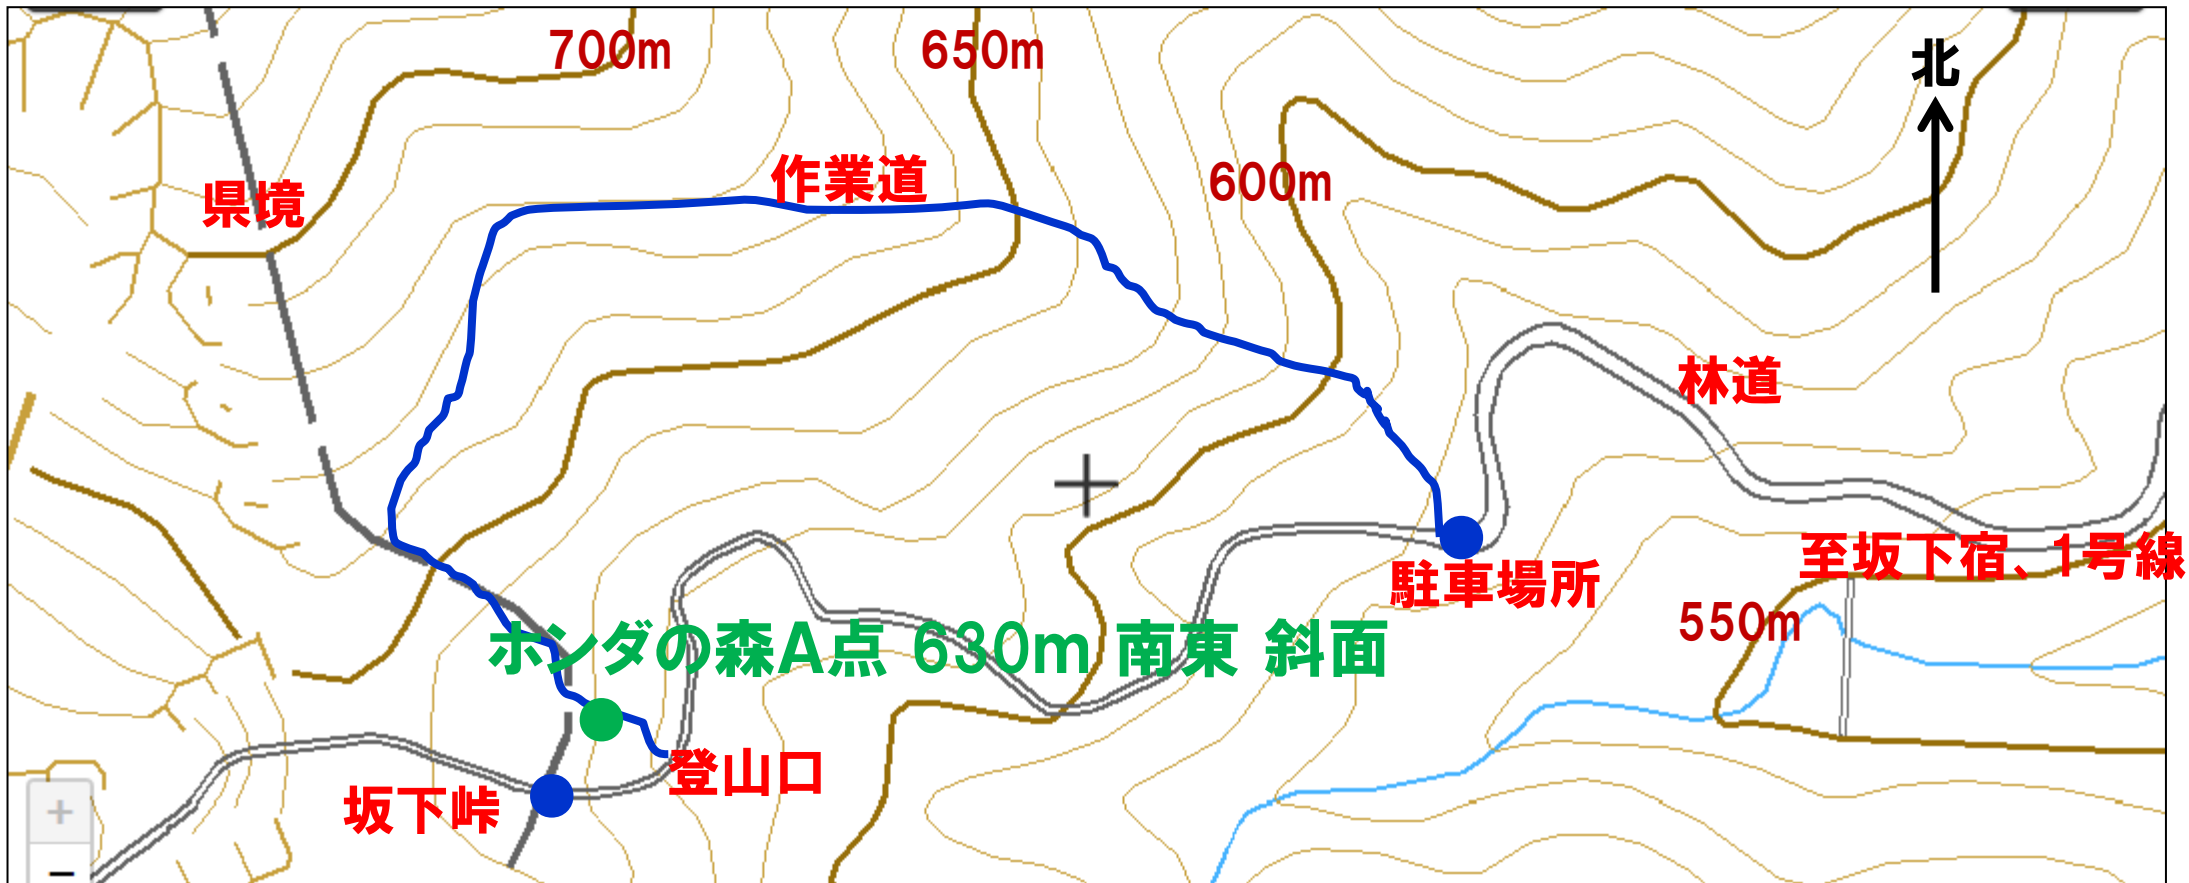 700m
650m
北
作業道
600m
県境
林道
至坂下宿、1号線
駐車場所
550m
ホンダの森A点 630m 南東 斜面
登山口
坂下峠
+
−